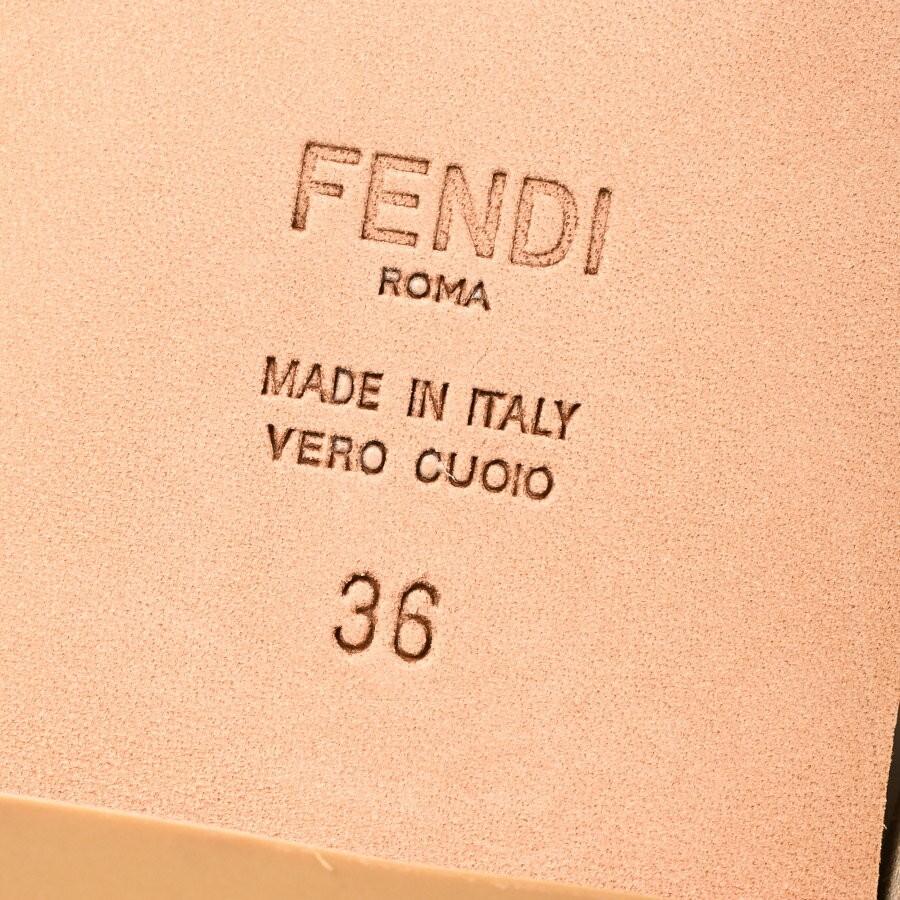 FENDI
ROMA
MADE IN ITALY
VERO CUOIO
36